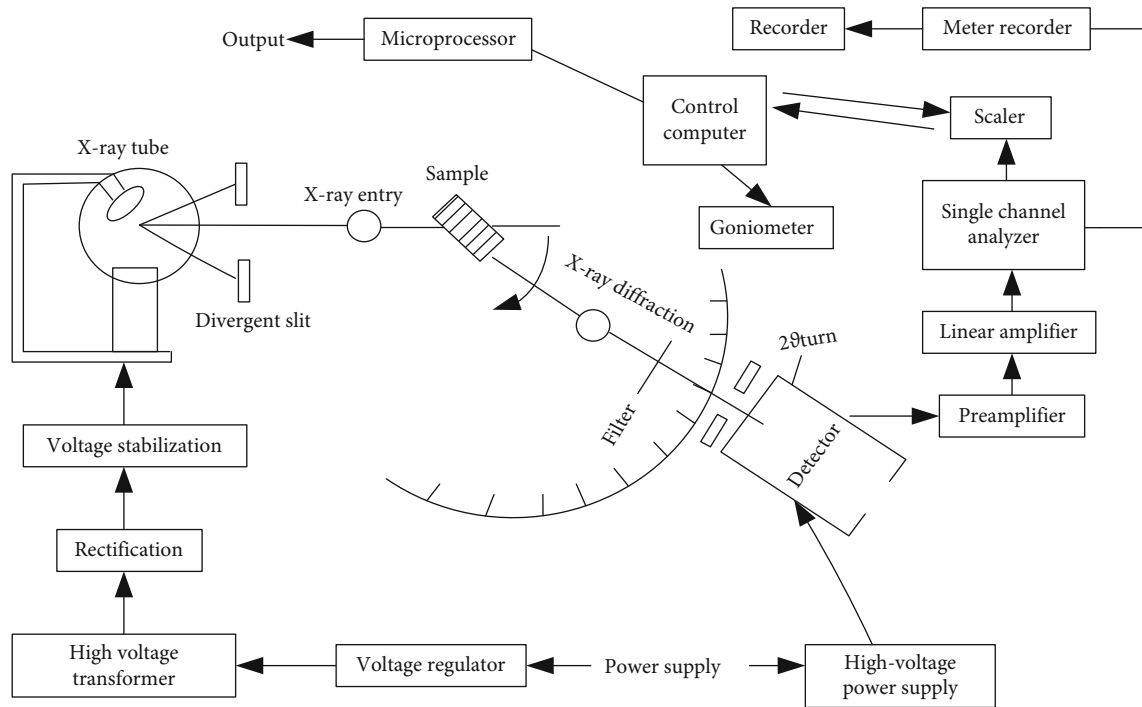 Output
Microprocessor
Recorder
Meter recorder
Control
computer
Scaler
X-ray tube
Sample
X-ray entry
Single channel
analyzer
Goniometer
X-ray diffraction
Divergent slit
Linear amplifier
2ϑturn
Filter
Preamplifier
Voltage stabilization
Detector
Rectification
High voltage
transformer
Voltage regulator
Power supply
High-voltage
power supply